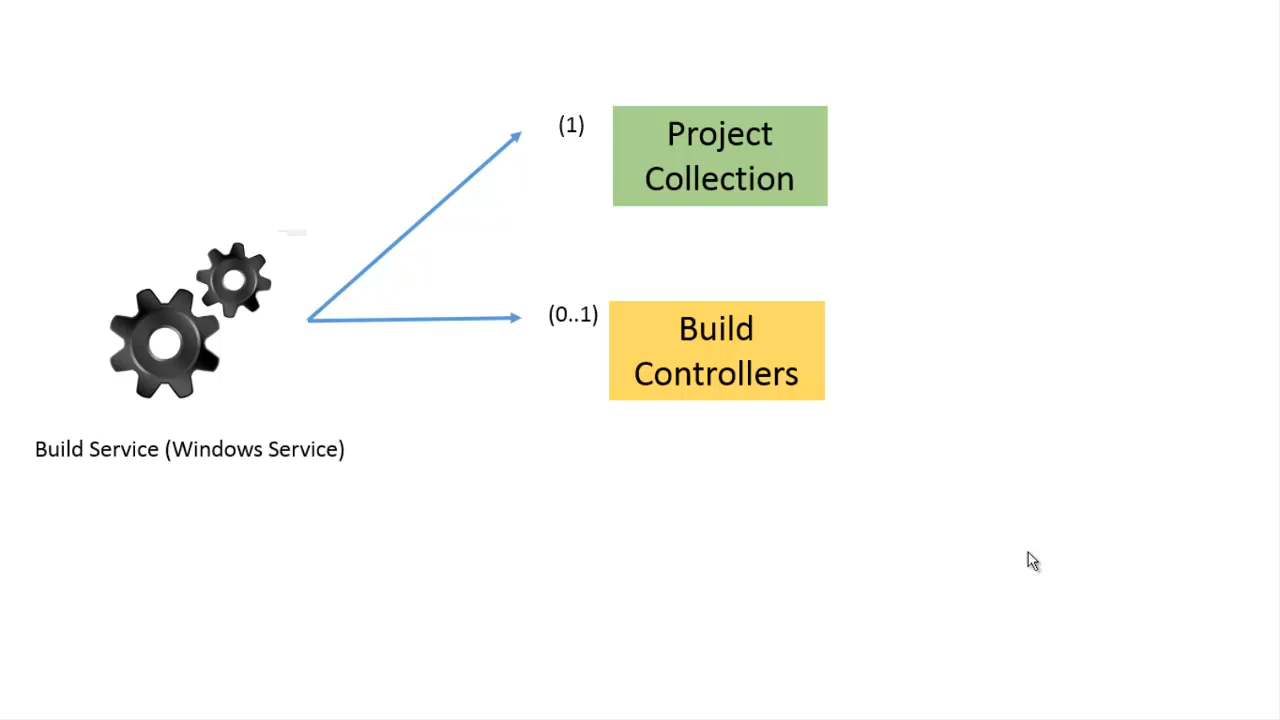 (1)
Project
Collection
(0..1)
Build
Controllers
Build Service (Windows Service)